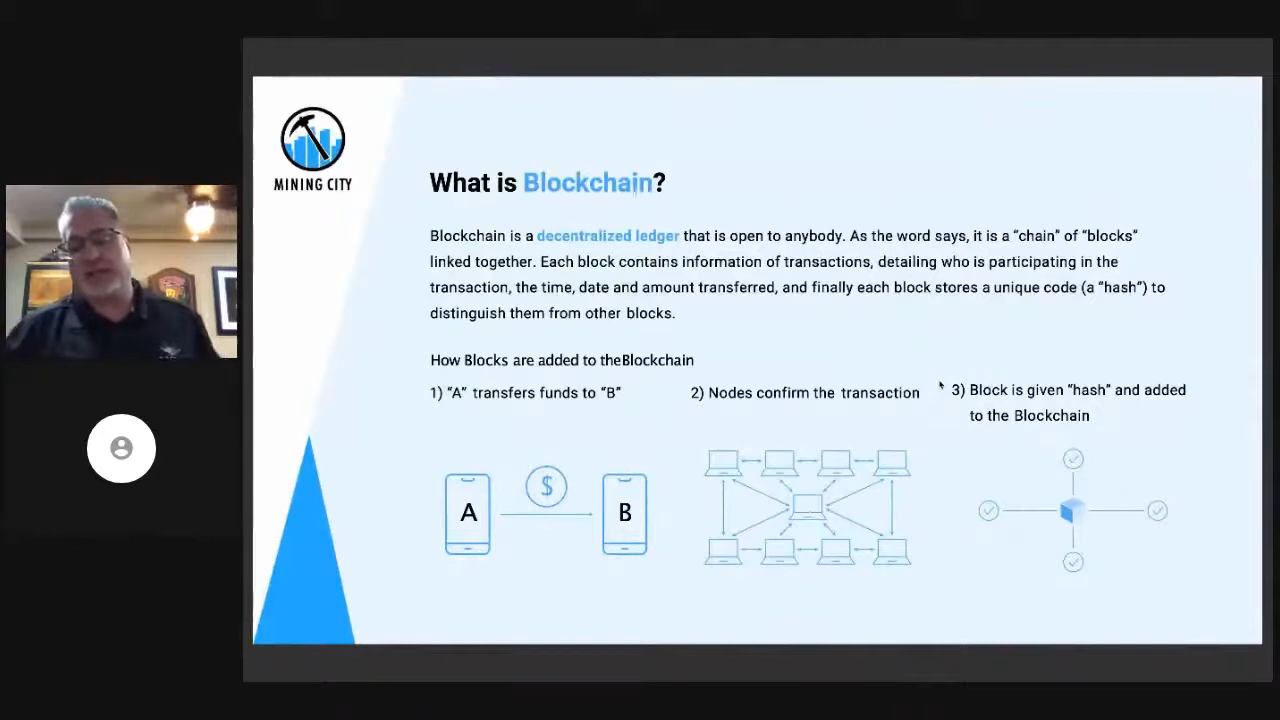 MINING CITY
What is Blockchain?
Blockchain is a decentralized ledger that is open to anybody. As the word says, it is a “chain” of “blocks”
linked together. Each block contains information of transactions, detailing who is participating in the
transaction, the time, date and amount transferred, and finally each block stores a unique code (a “hash”) to
distinguish them from other blocks.
How Blocks are added to theBlockchain
1) “A” transfers funds to “B”
2) Nodes confirm the transaction
3) Block is given “hash” and added
to the Blockchain
$
A
B